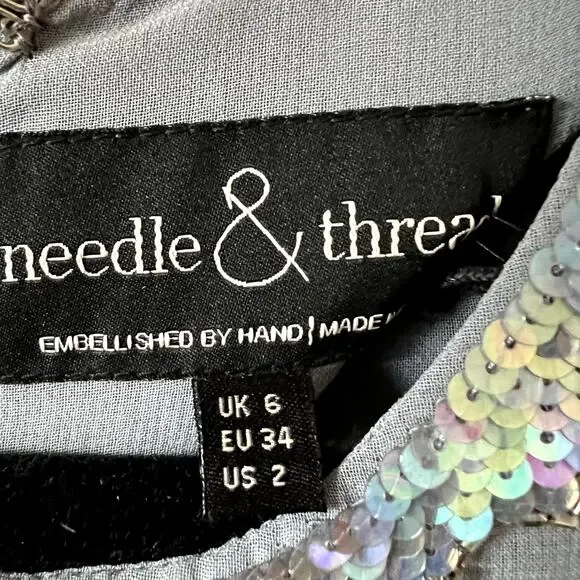 needle & thread
EMBELLISHED BY HAND | MADE
UK 6
EU 34
US 2